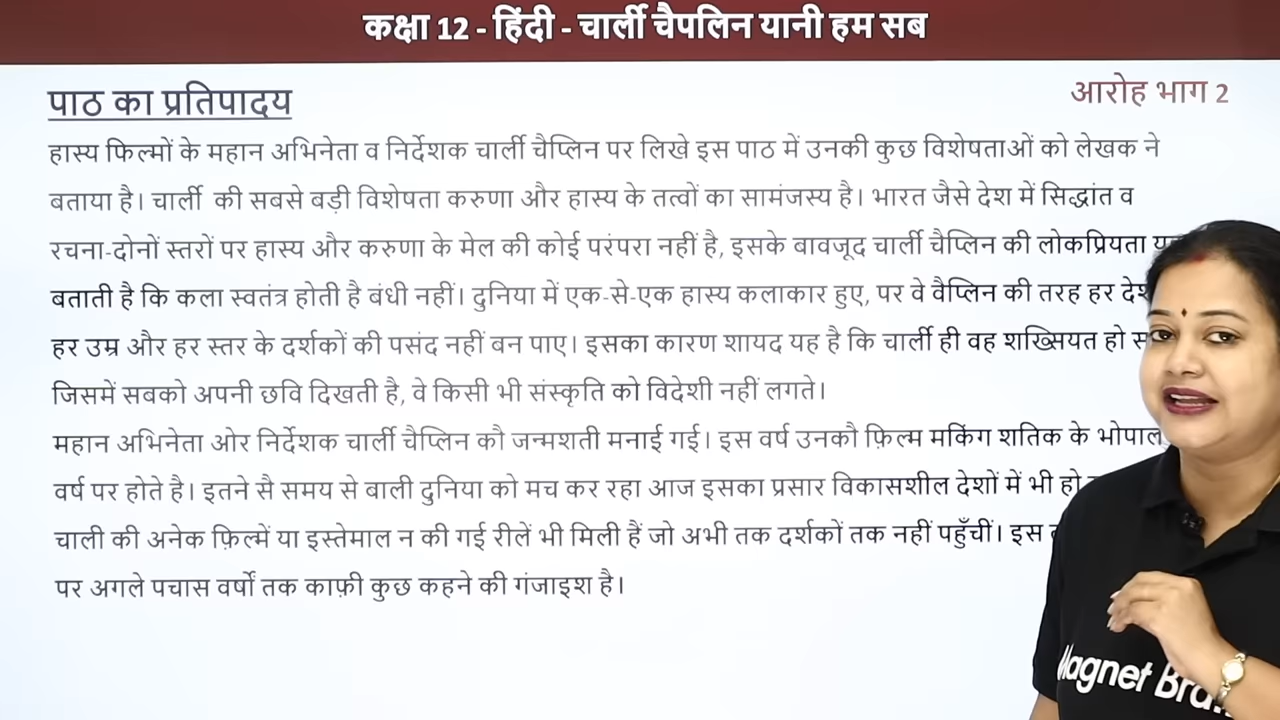 कक्षा 12 - हिंदी - चार्ली चैपलिन यानी हम सब
पाठ का प्रतिपादय
आरोह भाग 2
हास्य फिल्मों के महान अभिनेता व निर्देशक चार्ली चैप्लिन पर लिखे इस पाठ में उनकी कुछ विशेषताओं को लेखक ने
बताया है। चार्ली की सबसे बड़ी विशेषता करुणा और हास्य के तत्वों का सामंजस्य है। भारत जैसे देश में सिद्धांत व
रचना-दोनों स्तरों पर हास्य और करुणा के मेल की कोई परंपरा नहीं है, इसके बावजूद चार्ली चैप्लिन की लोकप्रियता
बताती है कि कला स्वतंत्र होती है बंधी नहीं। दुनिया में एक-से-एक हास्य कलाकार हुए, पर वे वैप्लिन की तरह हर
हर उम्र और हर स्तर के दर्शकों की पसंद नहीं बन पाए। इसका कारण शायद यह है कि चार्ली ही वह शख्सियत हो
जिसमें सबको अपनी छवि दिखती है, वे किसी भी संस्कृति को विदेशी नहीं लगते।
महान अभिनेता ओर निर्देशक चार्ली चैप्लिन कौ जन्मशती मनाई गई। इस वर्ष उनकौ फ़िल्म मकिंग शतिक के भोपाल
वर्ष पर होते है। इतने सै समय से बाली दुनिया को मच कर रहा आज इसका प्रसार विकासशील देशों में भी हो
चाली की अनेक फ़िल्में या इस्तेमाल न की गई रीलें भी मिली हैं जो अभी तक दर्शकों तक नहीं पहुँचीं। इस
पर अगले पचास वर्षों तक काफ़ी कुछ कहने की गंजाइश है।
Magnet